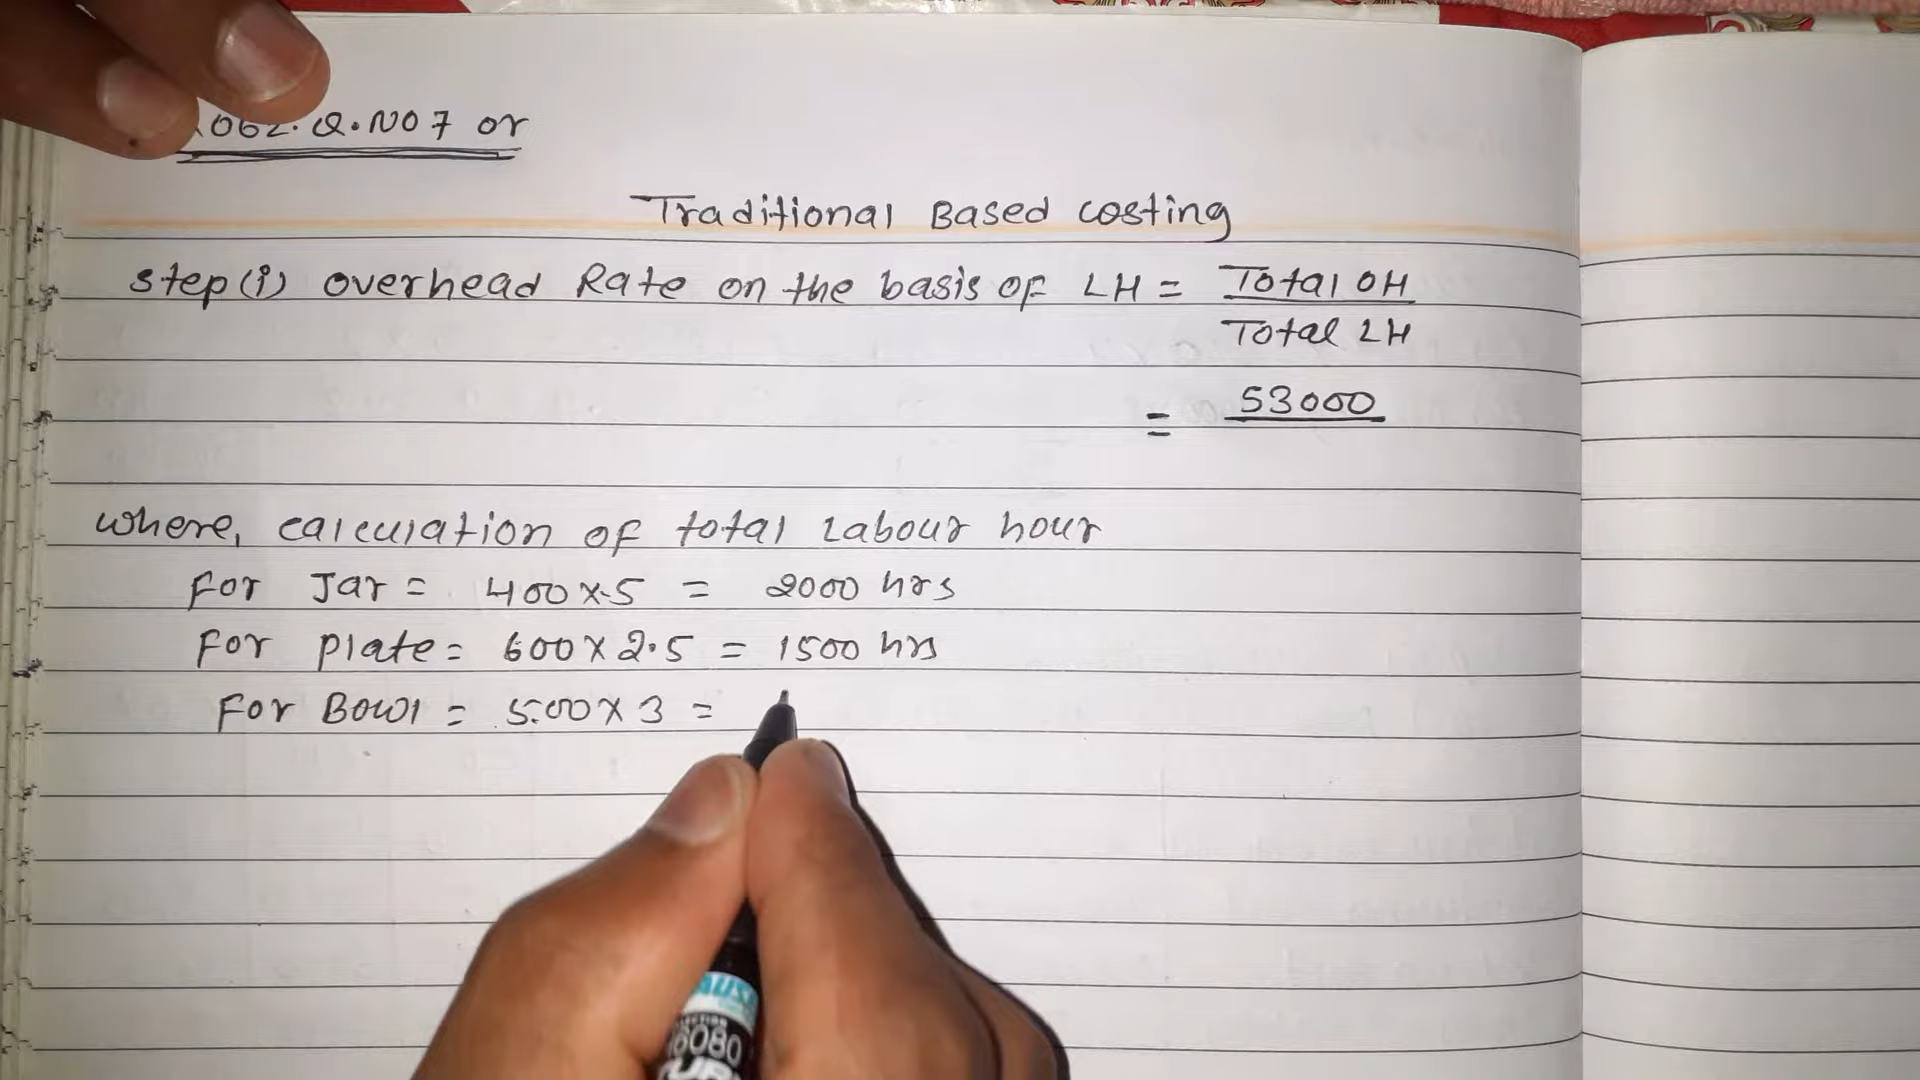 062. Q. NO 7 or
Traditional Based costing
step(i) overhead Rate on the basis of LH = Total OH
Total LH
= 53000
where, calculation of total Labour hour
For Jar = 400 x 5 = 2000 hrs
For plate = 600 x 2.5 = 1500 hrs
For Bowl = 500 x 3 =
6080